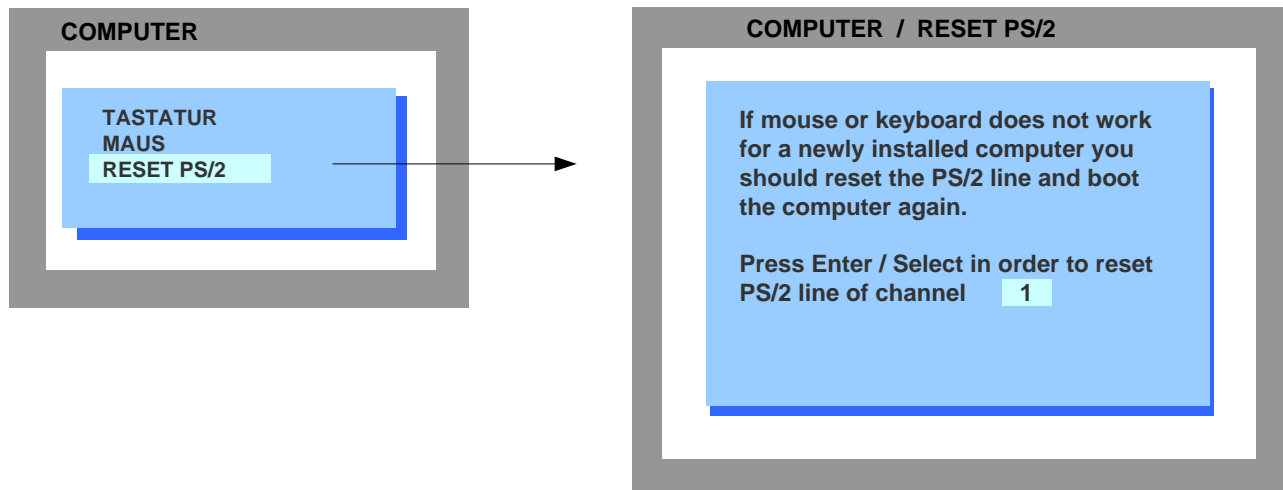 COMPUTER
TASTATUR
MAUS
RESET PS/2
COMPUTER / RESET PS/2
If mouse or keyboard does not work
for a newly installed computer you
should reset the PS/2 line and boot
the computer again.
Press Enter / Select in order to reset
PS/2 line of channel 1